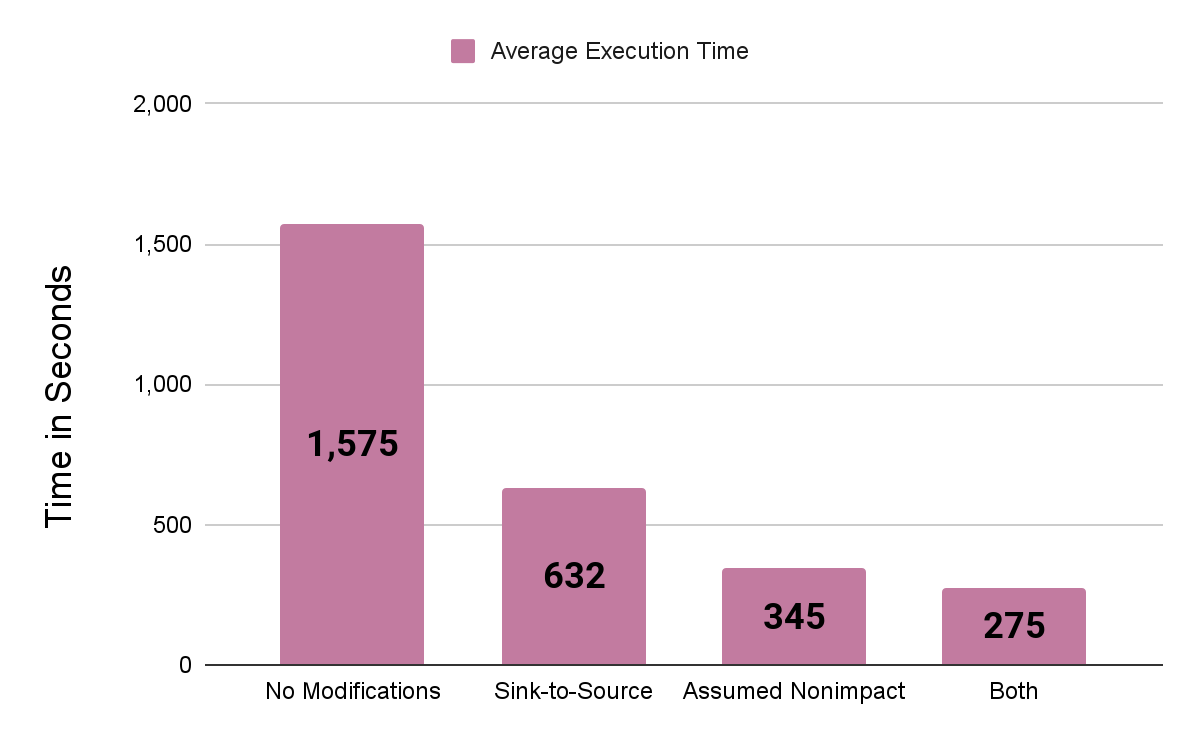 Average Execution Time
Time in Seconds
2,000
1,500
1,000
500
0
1,575
632
345
275
No Modifications
Sink-to-Source
Assumed Nonimpact
Both